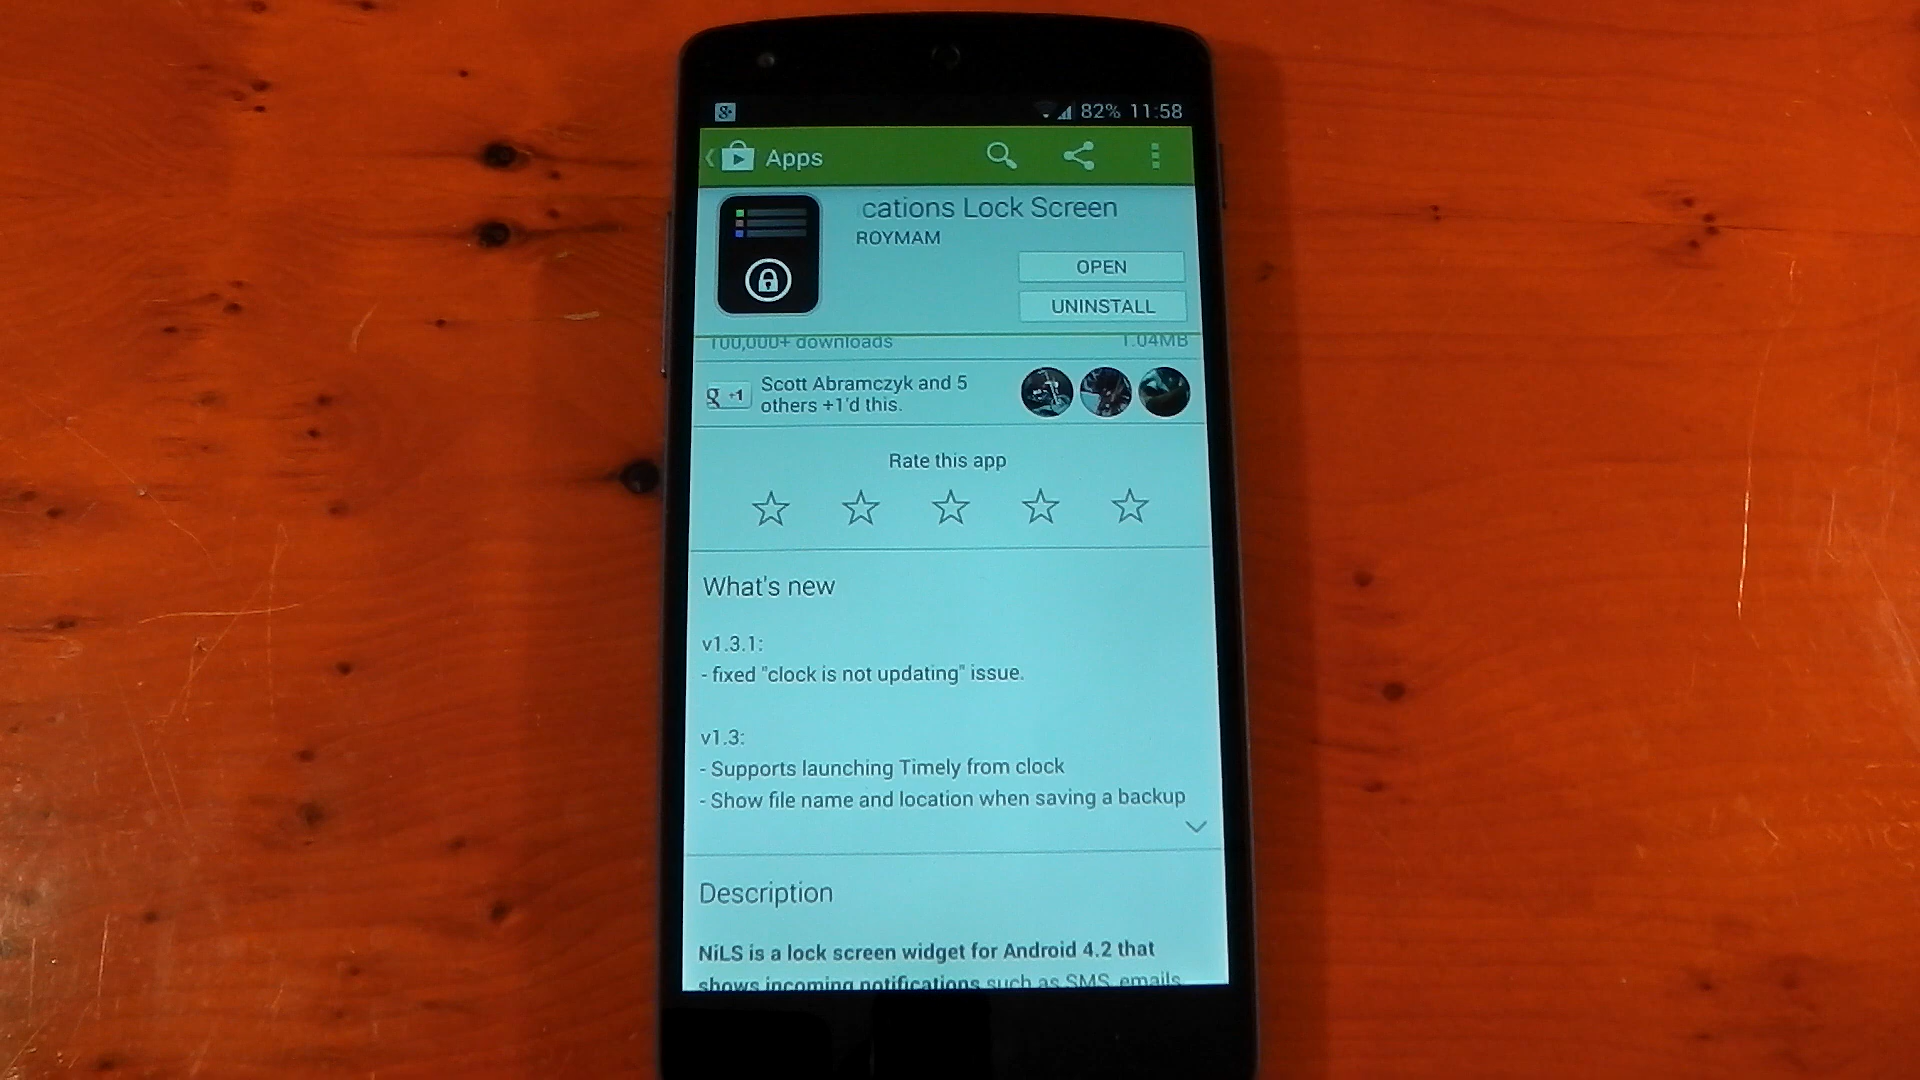 82% 11:58
Apps
cations Lock Screen
ROYMAM
OPEN
UNINSTALL
100,000+ downloads 1.04MB
g +1 Scott Abramczyk and 5
others +1'd this.
Rate this app
What's new
v1.3.1:
- fixed "clock is not updating" issue.
v1.3:
- Supports launching Timely from clock
- Show file name and location when saving a backup
Description
NiLS is a lock screen widget for Android 4.2 that
shows incoming notifications such as SMS, emails,